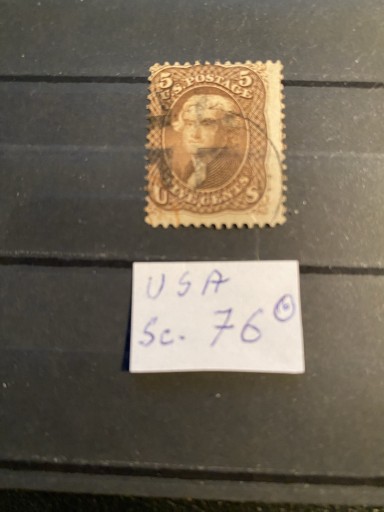 5 5
U.S. POSTAGE
FIVE CENTS
U S
USA
Sc. 76